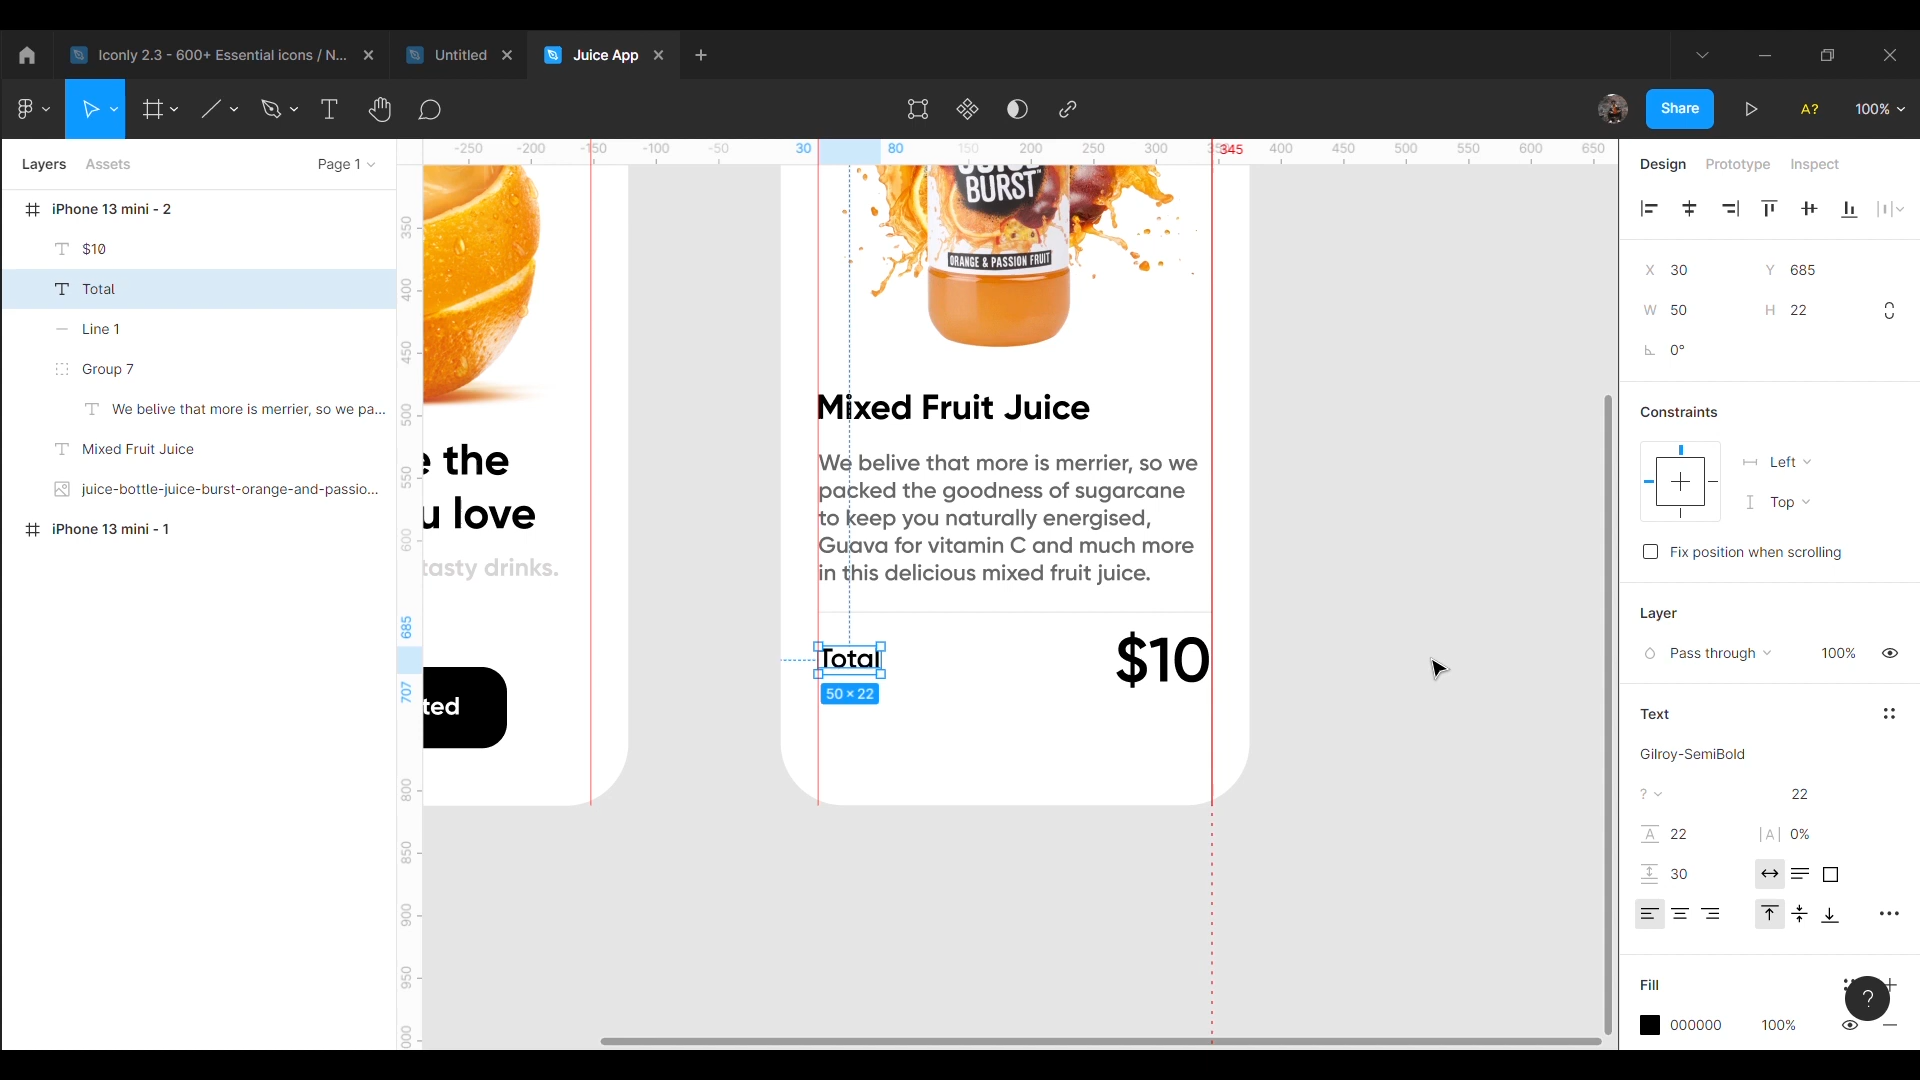 Iconly 2.3 - 600+ Essential icons / N...
Untitled
Juice App
Share
A?
100%
Layers
Assets
Page 1
-250 -200 -150 -100 -50 30 80 150 200 250 300 345 400 450 500 550 600 650
Design
Prototype
Inspect
iPhone 13 mini - 2
$10
Total
Line 1
Group 7
We belive that more is merrier, so we pa...
Mixed Fruit Juice
juice-bottle-juice-burst-orange-and-passio...
iPhone 13 mini - 1
350
400
450
500
550
600
685
707
800
850
900
950
BURST™
ORANGE & PASSION FRUIT
the
love
tasty drinks.
ted
Mixed Fruit Juice
We belive that more is merrier, so we
packed the goodness of sugarcane
to keep you naturally energised,
Guava for vitamin C and much more
in this delicious mixed fruit juice.
Total
$10
50 × 22
X 30
Y 685
W 50
H 22
0°
Constraints
Left
Top
Fix position when scrolling
Layer
Pass through
100%
Text
Gilroy-SemiBold
?
22
A 22
|A| 0%
30
Fill
000000
100%
?